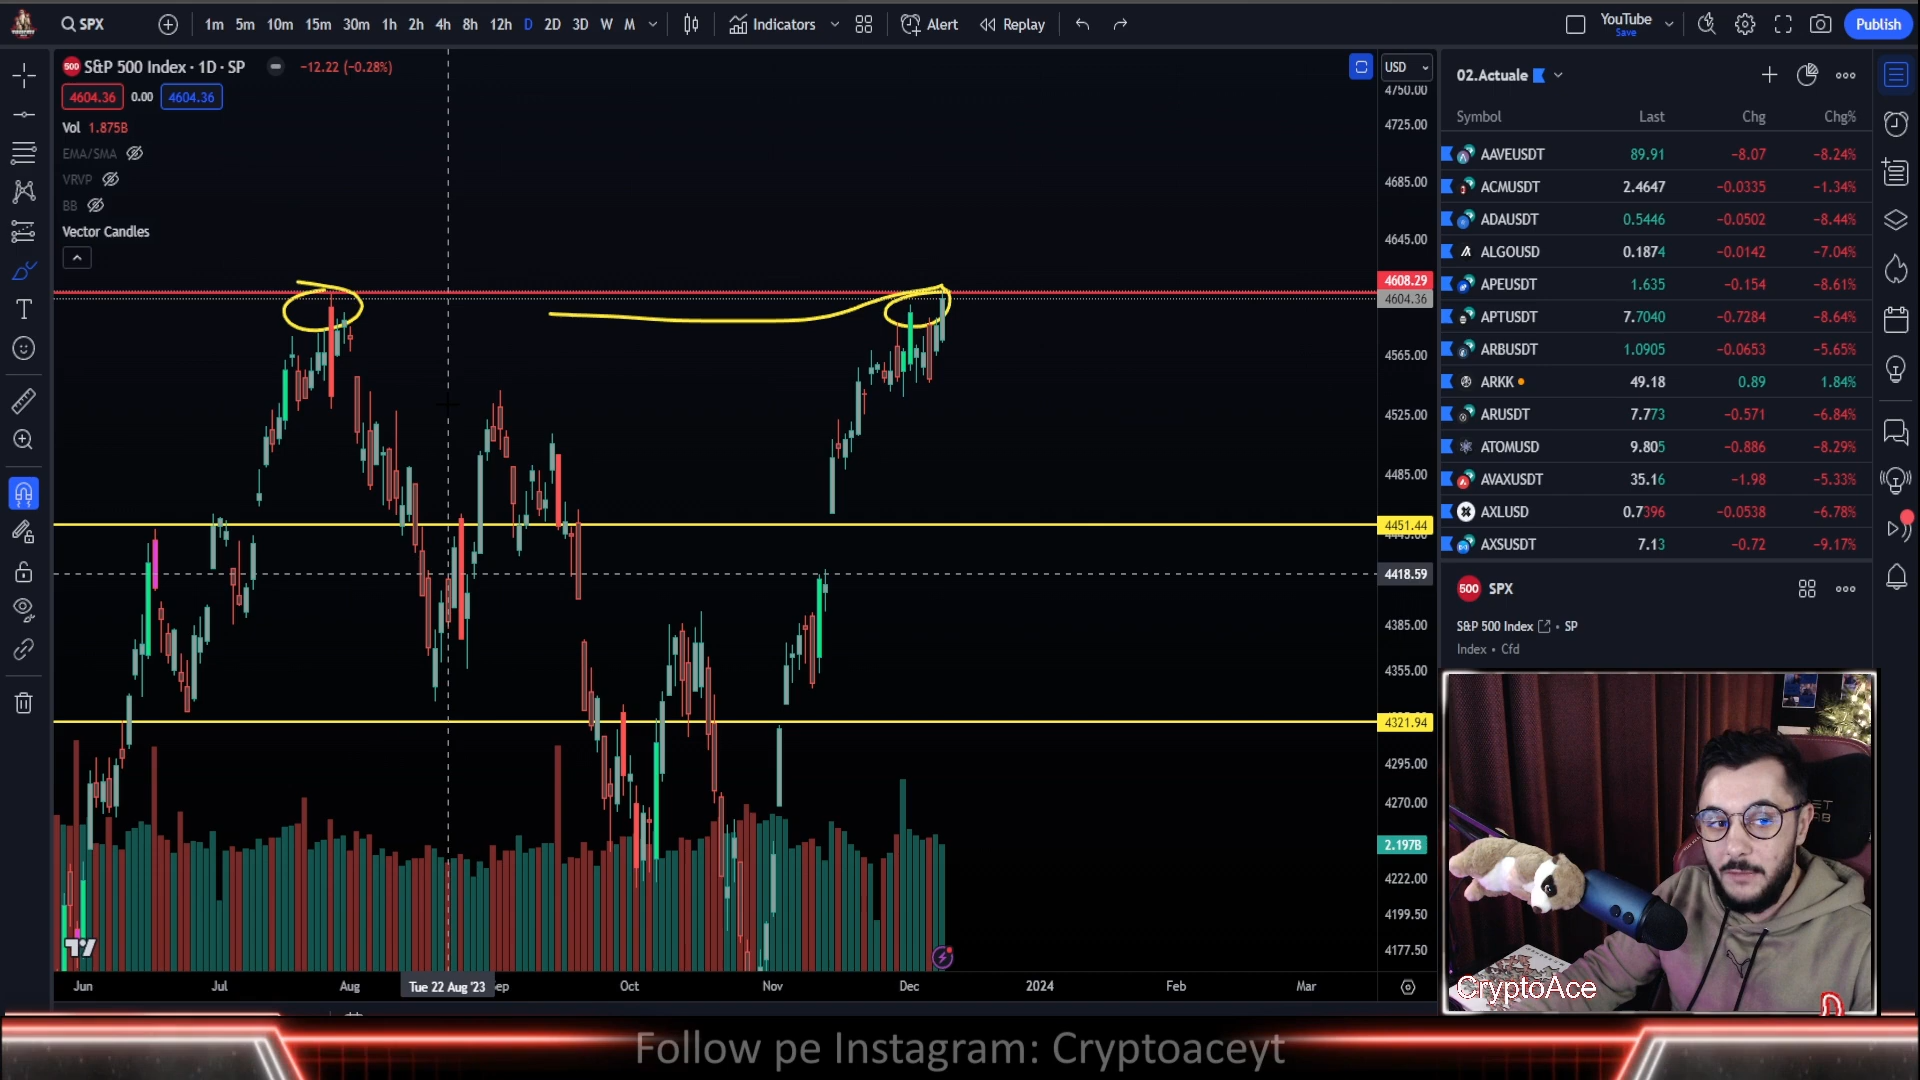 SPX
1m 5m 10m 15m 30m 1h 2h 4h 8h 12h D 2D 3D W M
Indicators
Alert
Replay
YouTube
Save
Publish
500 S&P 500 Index · 1D · SP −12.22 (−0.28%)
4604.36 0.00 4604.36
Vol 1.875B
EMA/SMA
VRVP
BB
Vector Candles
USD
4750.00
4725.00
4685.00
4645.00
4608.29
4604.36
4565.00
4525.00
4485.00
4451.44
4418.59
4385.00
4355.00
4321.94
4295.00
4270.00
2.197B
4222.00
4199.50
4177.50
Jun Jul Aug Tue 22 Aug '23 ep Oct Nov Dec 2024 Feb Mar
02.Actuale
Symbol Last Chg Chg%
AAVEUSDT 89.91 −8.07 −8.24%
ACMUSDT 2.4647 −0.0335 −1.34%
ADAUSDT 0.5446 −0.0502 −8.44%
ALGOUSD 0.1874 −0.0142 −7.04%
APEUSDT 1.635 −0.154 −8.61%
APTUSDT 7.7040 −0.7284 −8.64%
ARBUSDT 1.0905 −0.0653 −5.65%
ARKK 49.18 0.89 1.84%
ARUSDT 7.773 −0.571 −6.84%
ATOMUSD 9.805 −0.886 −8.29%
AVAXUSDT 35.16 −1.98 −5.33%
AXLUSD 0.7396 −0.0538 −6.78%
AXSUSDT 7.13 −0.72 −9.17%
500 SPX
S&P 500 Index • SP
Index • Cfd
CryptoAce
Follow pe Instagram: Cryptoaceyt